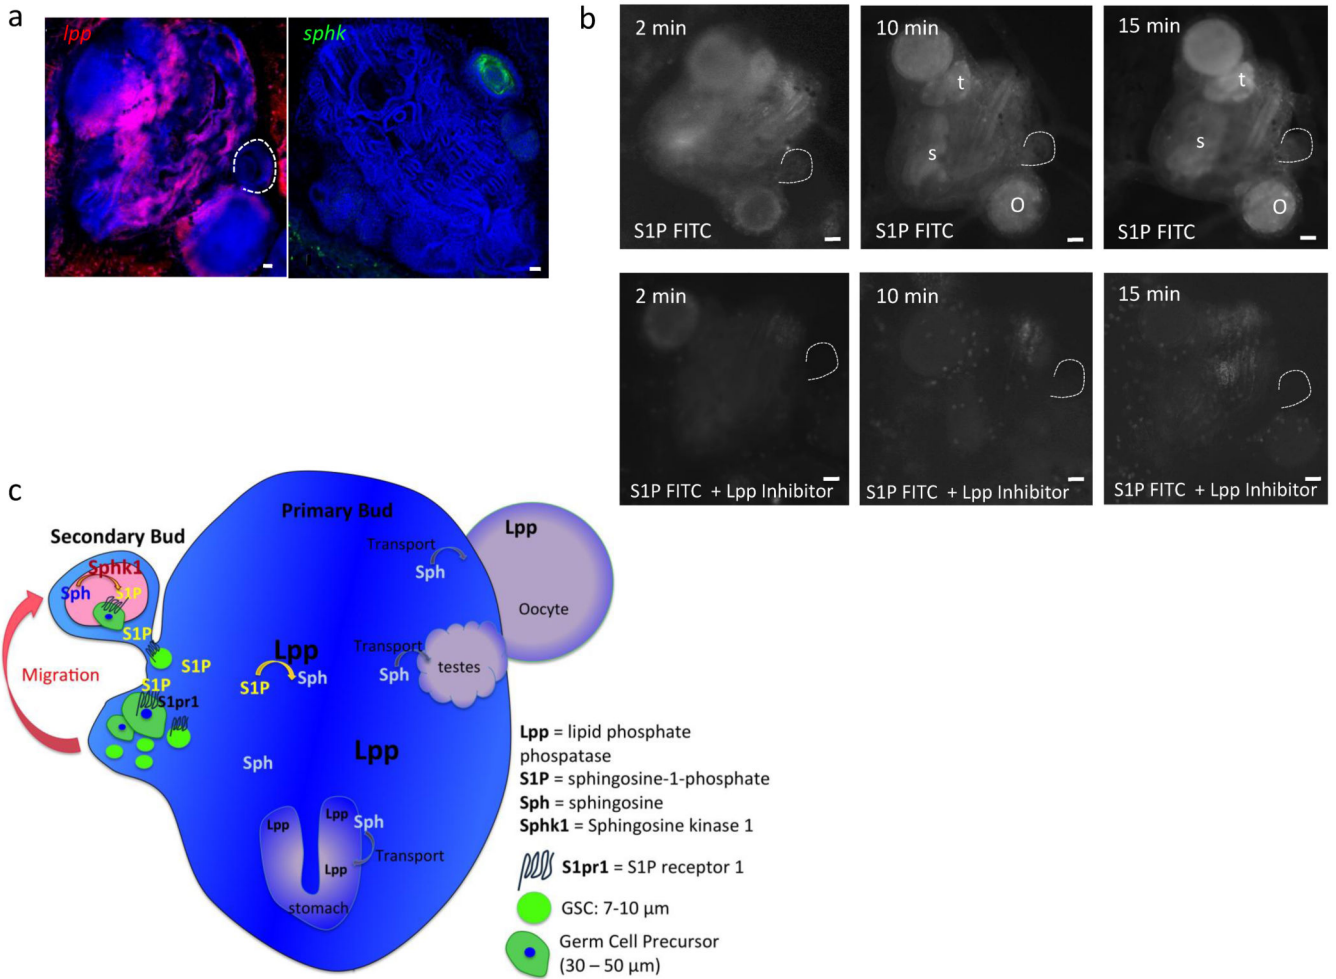 a
lpp
sphk
b
2 min
10 min
15 min
t
t
s
s
O
O
S1P FITC
S1P FITC
S1P FITC
2 min
10 min
15 min
S1P FITC + Lpp Inhibitor
S1P FITC + Lpp Inhibitor
S1P FITC + Lpp Inhibitor
c
Secondary Bud
Primary Bud
Sphk1
Sph
S1P
S1P
S1P
S1P
S1pr1
Migration
Transport
Sph
Lpp
Oocyte
Lpp
S1P
Sph
Transport
Sph
testes
Lpp
Sph
Lpp
Lpp
Sph
Lpp
Transport
stomach
Lpp = lipid phosphate
phospatase
S1P = sphingosine-1-phosphate
Sph = sphingosine
Sphk1 = Sphingosine kinase 1
S1pr1 = S1P receptor 1
GSC: 7-10 µm
Germ Cell Precursor
(30 – 50 µm)